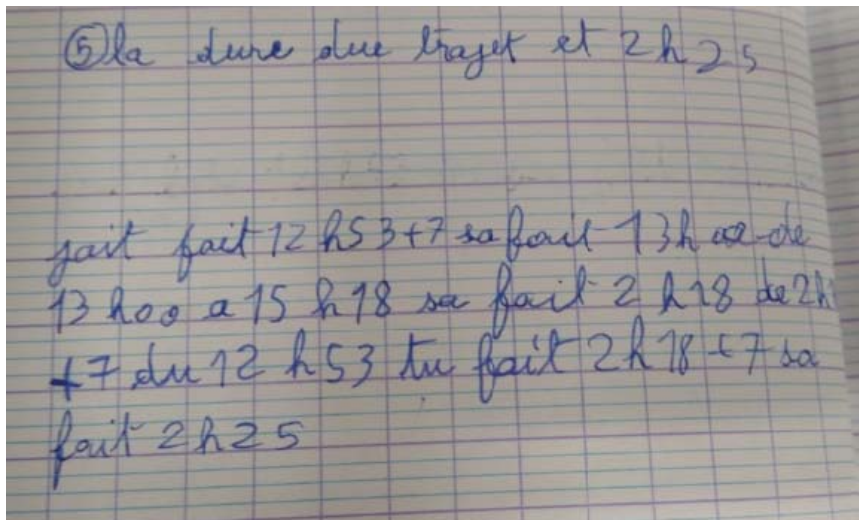 ⑤ la dure due trajet et 2h25
jait fait 12h53+7 sa fait 13h de
13h00 a 15h18 sa fait 2h18 de 2h
+7 du 12h53 tu fait 2h18+7 sa
fait 2h25